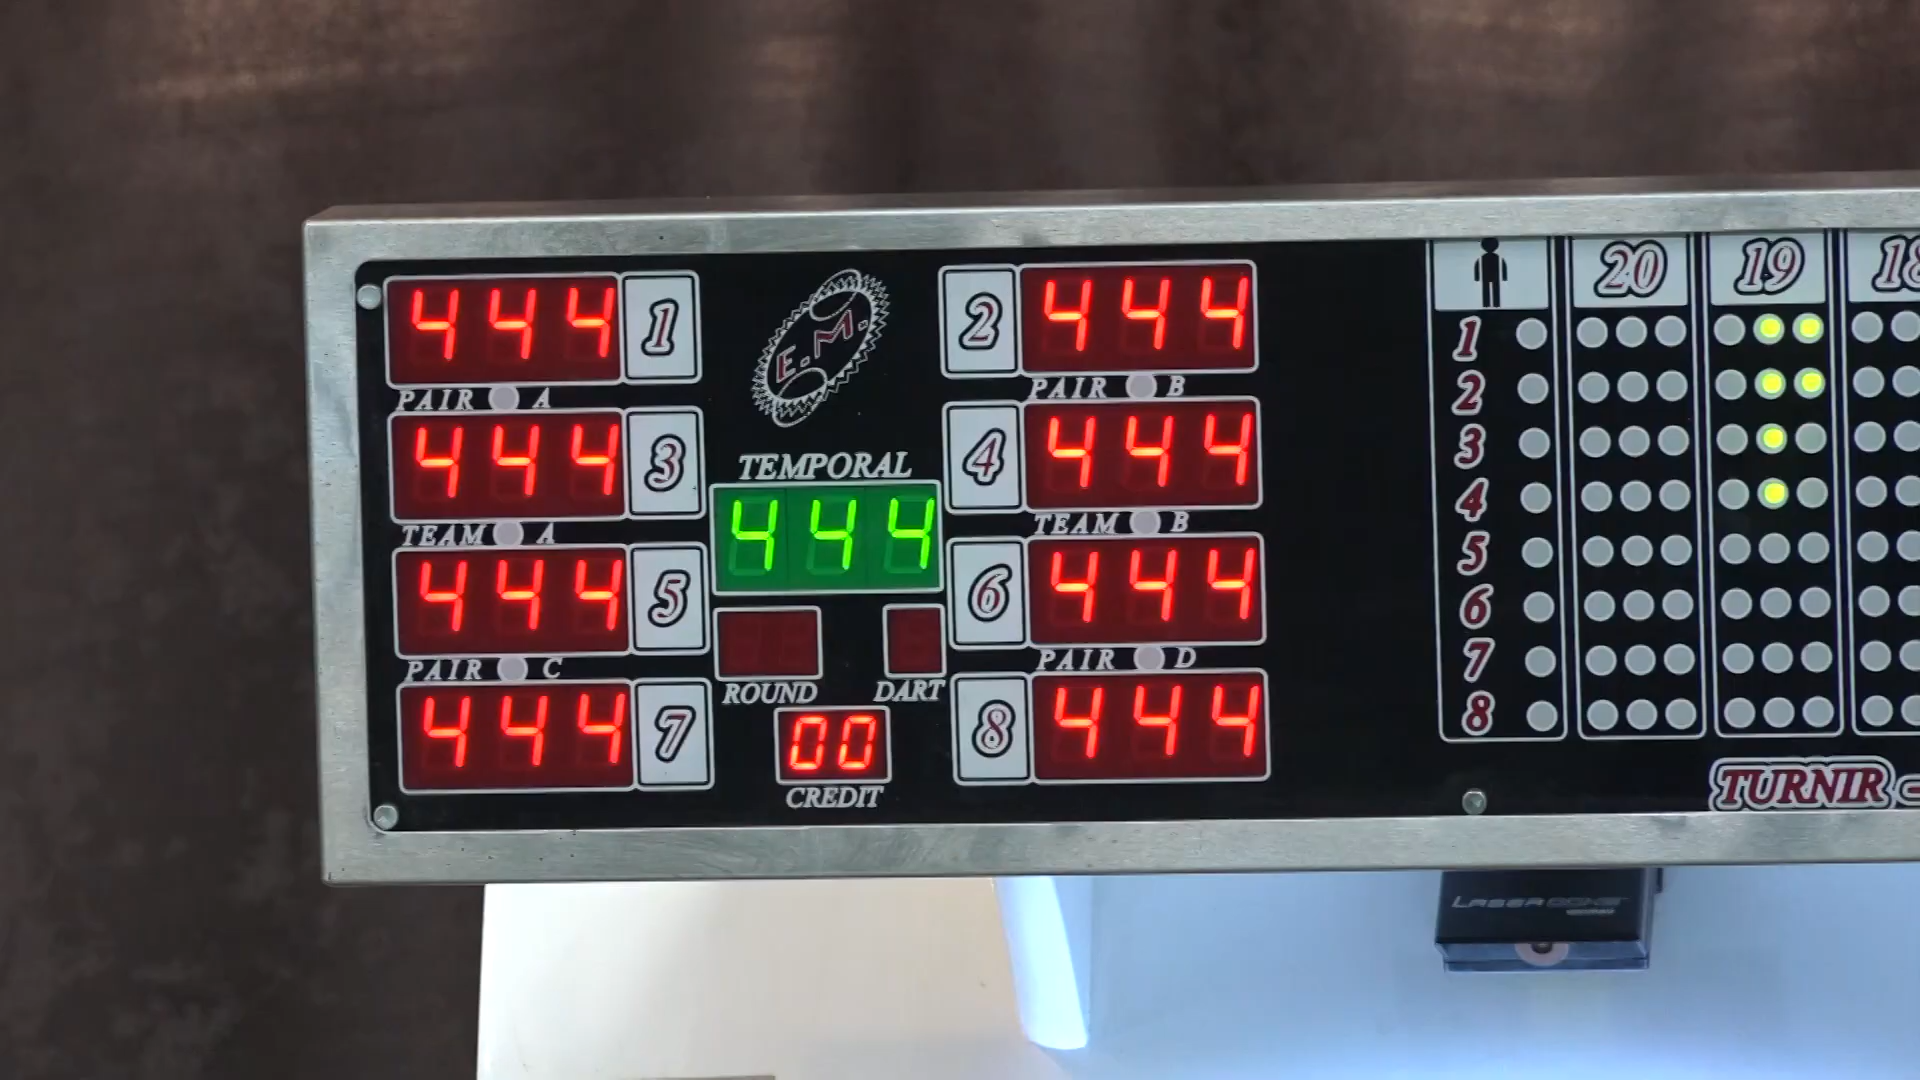 444 1
E.M.
2 444
PAIR A
PAIR B
444 3
4 444
TEMPORAL
444
TEAM A
TEAM B
444 5
6 444
ROUND
DART
PAIR C
PAIR D
444 7
8 444
00
CREDIT
20 19 18
1
2
3
4
5
6
7
8
TURNIR -
LASER